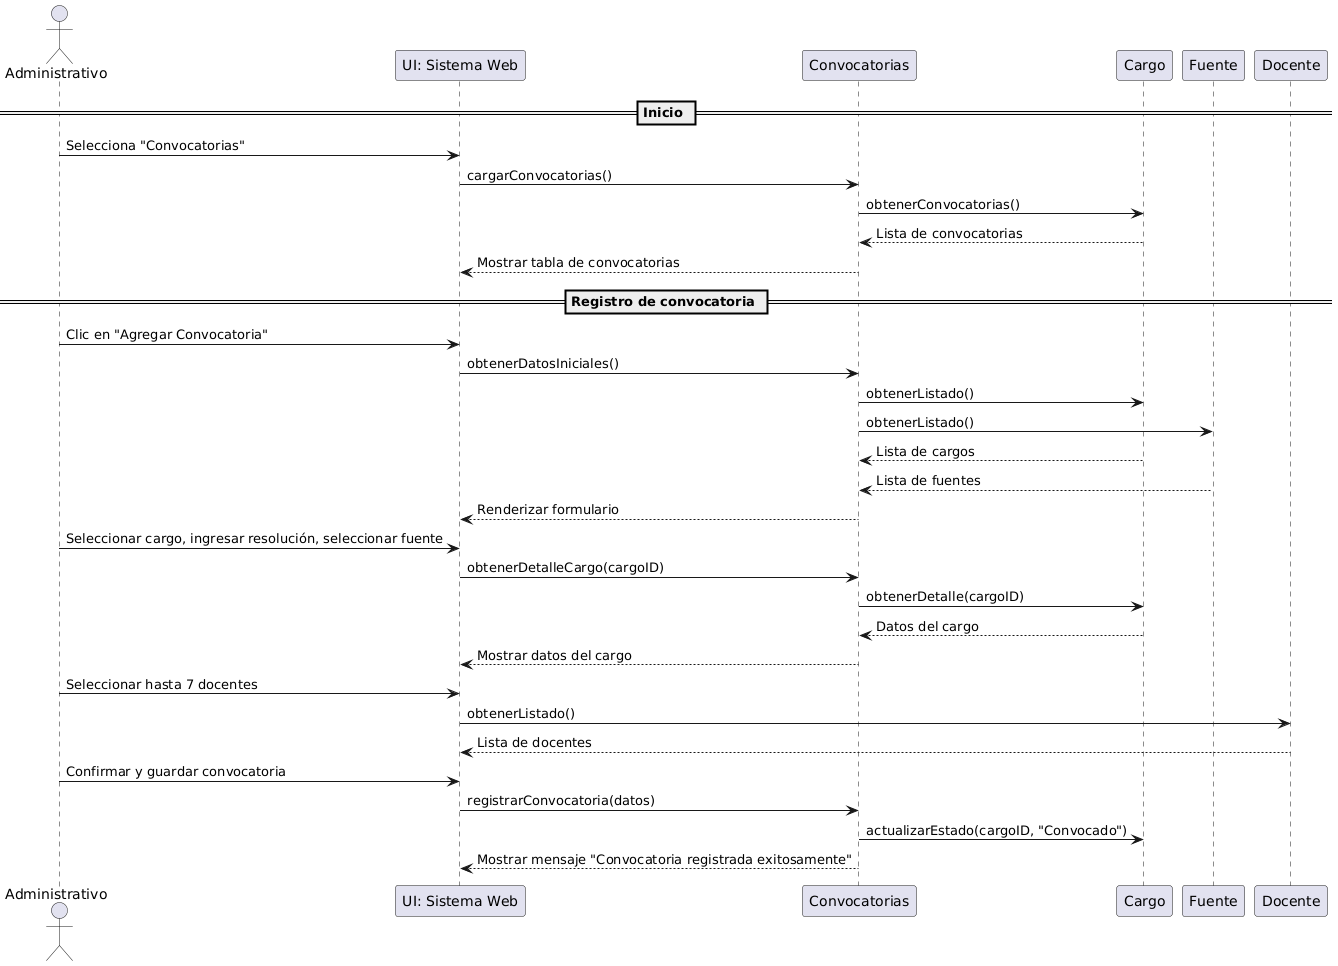 Administrativo
UI: Sistema Web
Convocatorias
Cargo
Fuente
Docente
Inicio
Selecciona "Convocatorias"
cargarConvocatorias()
obtenerConvocatorias()
Lista de convocatorias
Mostrar tabla de convocatorias
Registro de convocatoria
Clic en "Agregar Convocatoria"
obtenerDatosIniciales()
obtenerListado()
obtenerListado()
Lista de cargos
Lista de fuentes
Renderizar formulario
Seleccionar cargo, ingresar resolución, seleccionar fuente
obtenerDetalleCargo(cargoID)
obtenerDetalle(cargoID)
Datos del cargo
Mostrar datos del cargo
Seleccionar hasta 7 docentes
obtenerListado()
Lista de docentes
Confirmar y guardar convocatoria
registrarConvocatoria(datos)
actualizarEstado(cargoID, "Convocado")
Mostrar mensaje "Convocatoria registrada exitosamente"
Administrativo
UI: Sistema Web
Convocatorias
Cargo
Fuente
Docente